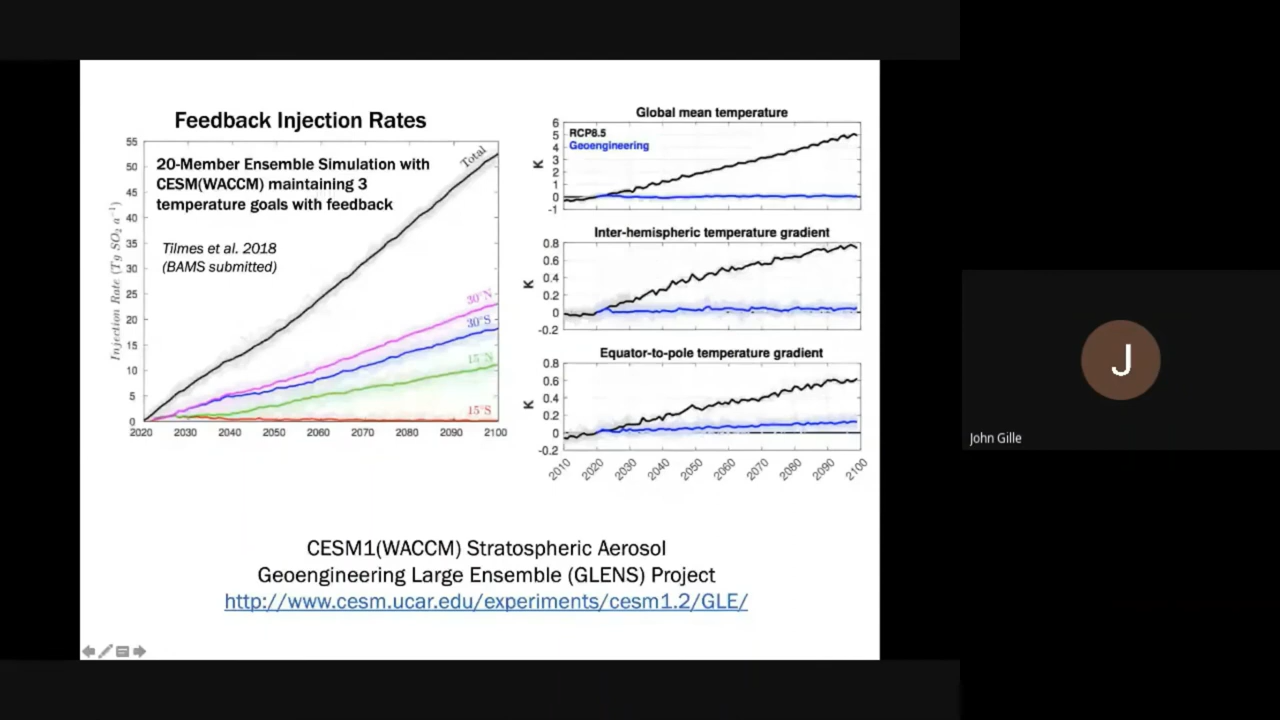 Feedback Injection Rates
55
50
45
40
35
30
25
20
15
10
5
0
Injection Rate (Tg SO₂ a⁻¹)
20-Member Ensemble Simulation with
CESM(WACCM) maintaining 3
temperature goals with feedback
Tilmes et al. 2018
(BAMS submitted)
Total
30°N
30°S
15°N
15°S
2020 2030 2040 2050 2060 2070 2080 2090 2100
Global mean temperature
6
5
4
3
2
1
0
-1
K
RCP8.5
Geoengineering
Inter-hemispheric temperature gradient
0.8
0.6
0.4
0.2
0
-0.2
K
Equator-to-pole temperature gradient
0.8
0.6
0.4
0.2
0
-0.2
K
2010 2020 2030 2040 2050 2060 2070 2080 2090 2100
CESM1(WACCM) Stratospheric Aerosol
Geoengineering Large Ensemble (GLENS) Project
http://www.cesm.ucar.edu/experiments/cesm1.2/GLE/
J
John Gille